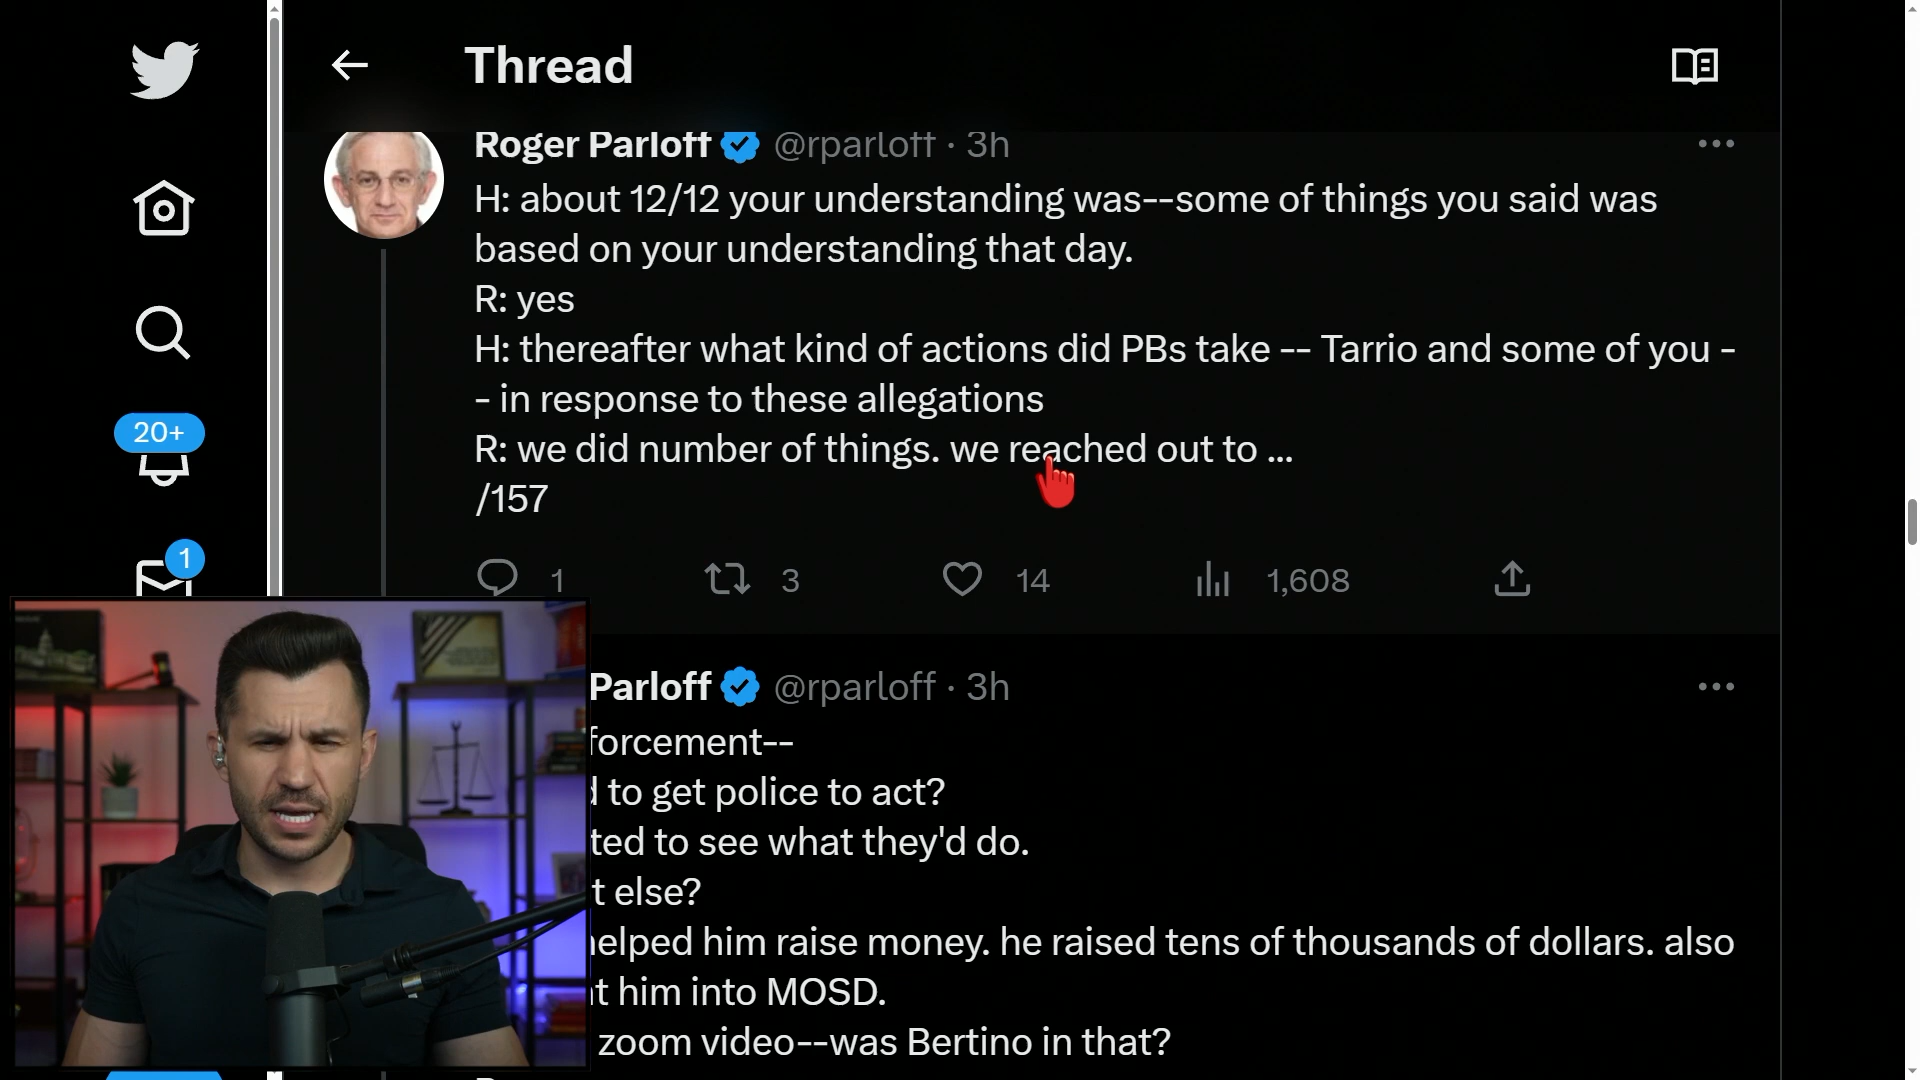 Thread
Roger Parloff @rparloff · 3h
H: about 12/12 your understanding was--some of things you said was
based on your understanding that day.
R: yes
H: thereafter what kind of actions did PBs take -- Tarrio and some of you -
- in response to these allegations
R: we did number of things. we reached out to ...
/157
20+
1
1 3 14 1,608
Parloff @rparloff · 3h
forcement--
to get police to act?
ted to see what they'd do.
t else?
helped him raise money. he raised tens of thousands of dollars. also
t him into MOSD.
zoom video--was Bertino in that?